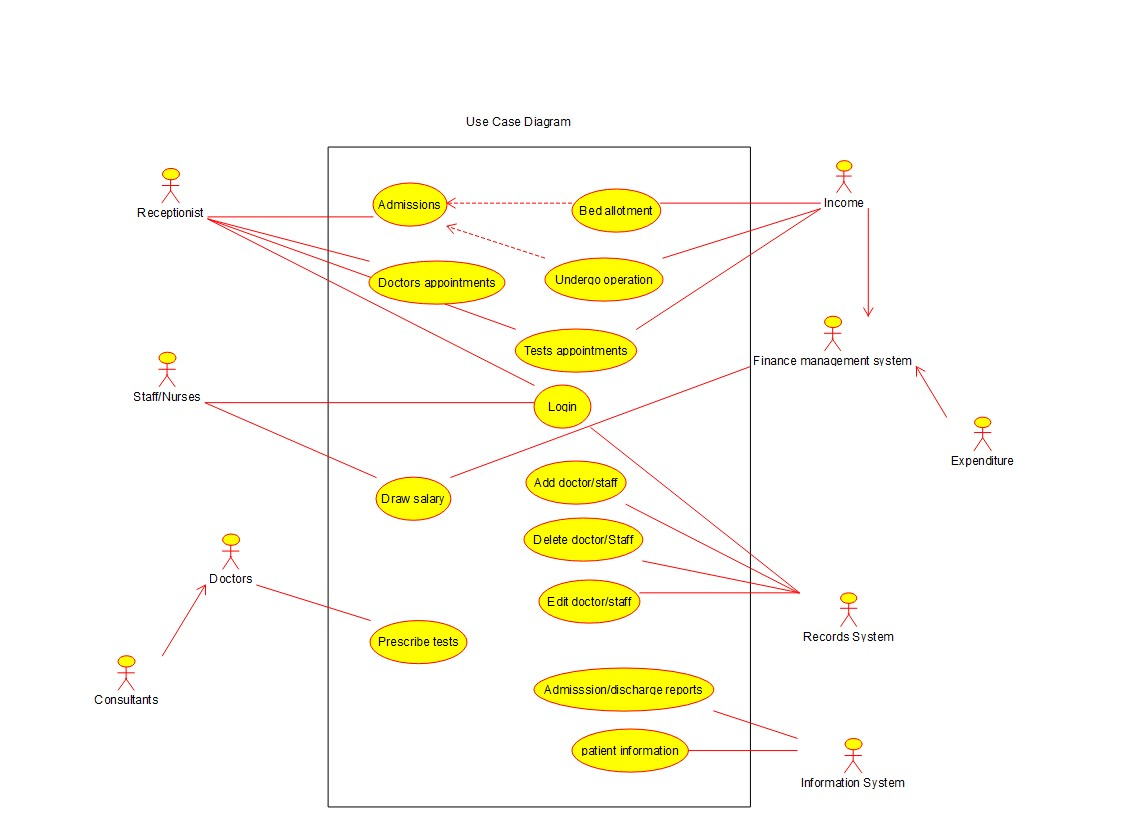 Use Case Diagram
Receptionist
Admissions
Bed allotment
Income
Doctors appointments
Undergo operation
Tests appointments
Finance management system
Staff/Nurses
Login
Expenditure
Draw salary
Add doctor/staff
Delete doctor/Staff
Doctors
Edit doctor/staff
Records System
Prescribe tests
Consultants
Admisssion/discharge reports
patient information
Information System